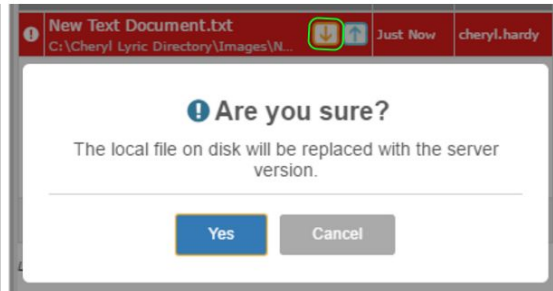 New Text Document.txt
C:\Cheryl Lyric Directory\Images\N...
Just Now
cheryl.hardy
Are you sure?
The local file on disk will be replaced with the server
version.
Yes
Cancel